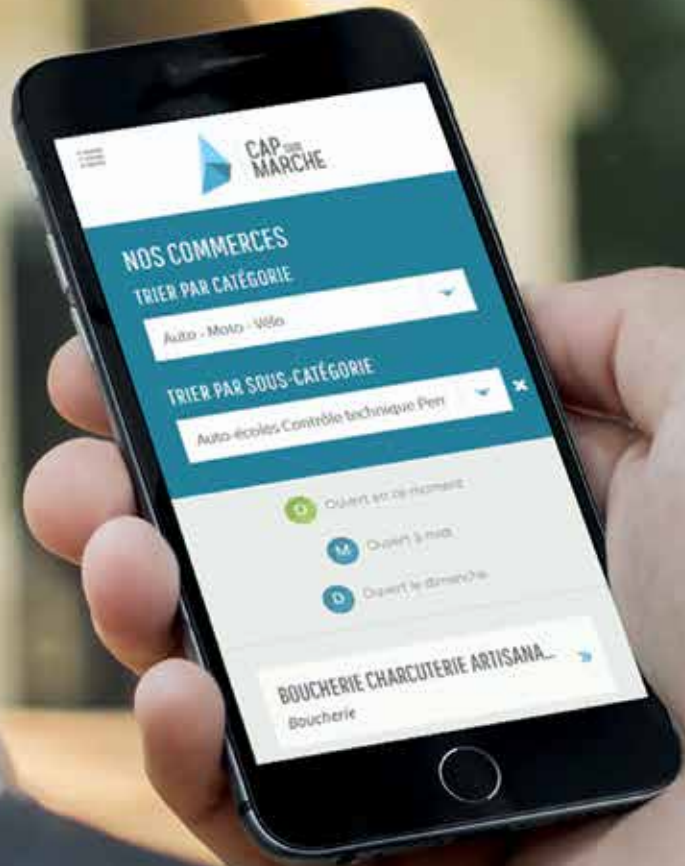 CAP SUR
MARCHE
NOS COMMERCES
TRIER PAR CATÉGORIE
Auto - Moto - Vélo
TRIER PAR SOUS-CATÉGORIE
Auto-écoles Contrôle technique Perr
O Ouvert en ce moment
M Ouvert à midi
D Ouvert le dimanche
BOUCHERIE CHARCUTERIE ARTISANA...
Boucherie